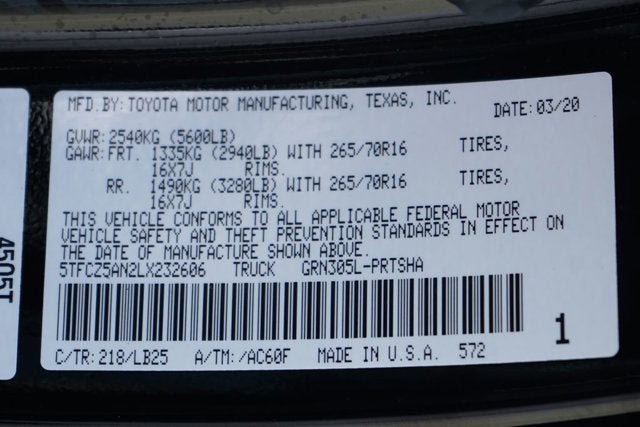 MFD.BY: TOYOTA MOTOR MANUFACTURING, TEXAS, INC. DATE: 03/20
GVWR: 2540KG (5600LB)
GAWR: FRT. 1335KG (2940LB) WITH 265/70R16 TIRES,
16X7J RIMS.
RR. 1490KG (3280LB) WITH 265/70R16 TIRES,
16X7J RIMS.
THIS VEHICLE CONFORMS TO ALL APPLICABLE FEDERAL MOTOR
VEHICLE SAFETY AND THEFT PREVENTION STANDARDS IN EFFECT ON
THE DATE OF MANUFACTURE SHOWN ABOVE.
5TFCZ5AN2LX232606 TRUCK GRN305L-PRTSHA
1
C/TR: 218/LB25 A/TM: /AC60F MADE IN U.S.A. 572
4505T